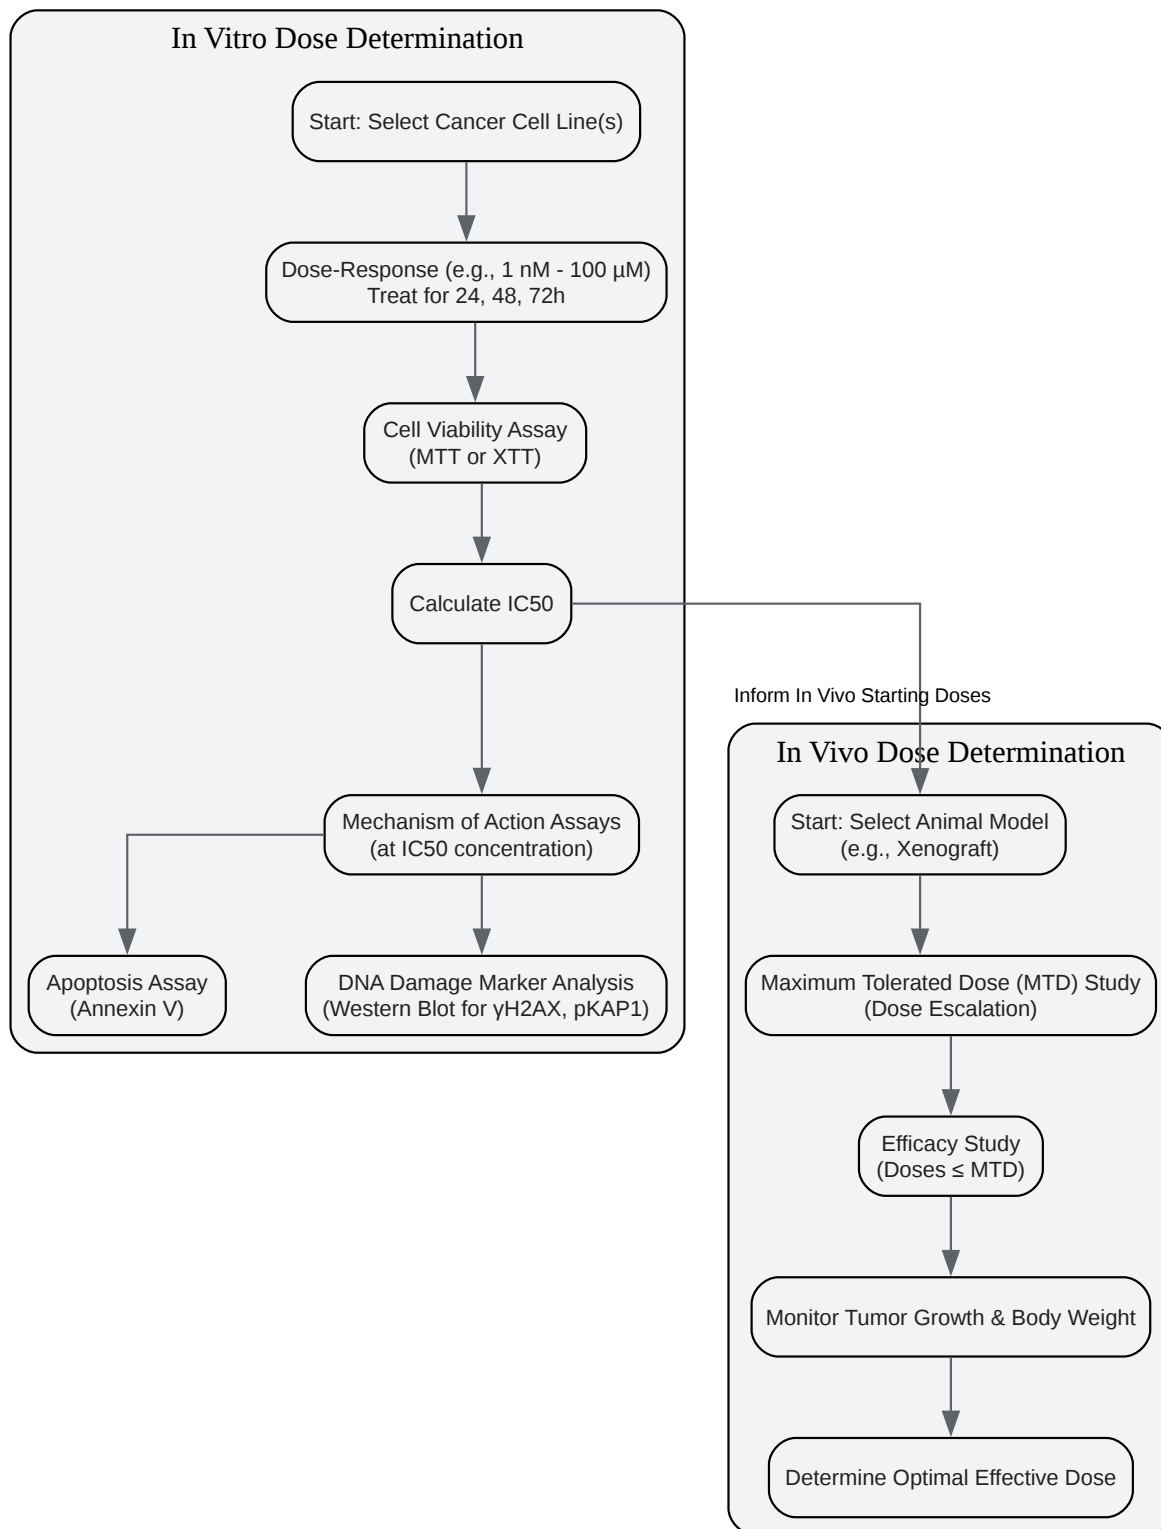 In Vitro Dose Determination
Start: Select Cancer Cell Line(s)
Dose-Response (e.g., 1 nM - 100 µM)
Treat for 24, 48, 72h
Cell Viability Assay
(MTT or XTT)
Calculate IC50
Mechanism of Action Assays
(at IC50 concentration)
Apoptosis Assay
(Annexin V)
DNA Damage Marker Analysis
(Western Blot for γH2AX, pKAP1)
Inform In Vivo Starting Doses
In Vivo Dose Determination
Start: Select Animal Model
(e.g., Xenograft)
Maximum Tolerated Dose (MTD) Study
(Dose Escalation)
Efficacy Study
(Doses ≤ MTD)
Monitor Tumor Growth & Body Weight
Determine Optimal Effective Dose